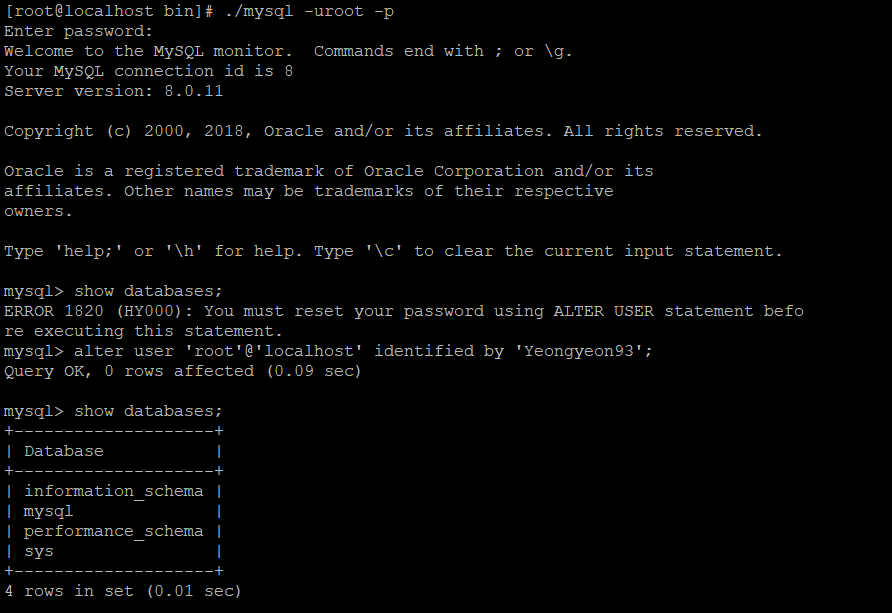 [root@localhost bin]# ./mysql -uroot -p
Enter password:
Welcome to the MySQL monitor.  Commands end with ; or \g.
Your MySQL connection id is 8
Server version: 8.0.11
Copyright (c) 2000, 2018, Oracle and/or its affiliates. All rights reserved.
Oracle is a registered trademark of Oracle Corporation and/or its
affiliates. Other names may be trademarks of their respective
owners.
Type 'help;' or '\h' for help. Type '\c' to clear the current input statement.
mysql> show databases;
ERROR 1820 (HY000): You must reset your password using ALTER USER statement befo
re executing this statement.
mysql> alter user 'root'@'localhost' identified by 'Yeongyeon93';
Query OK, 0 rows affected (0.09 sec)
mysql> show databases;
+--------------------+
| Database           |
+--------------------+
| information_schema |
| mysql              |
| performance_schema |
| sys                |
+--------------------+
4 rows in set (0.01 sec)